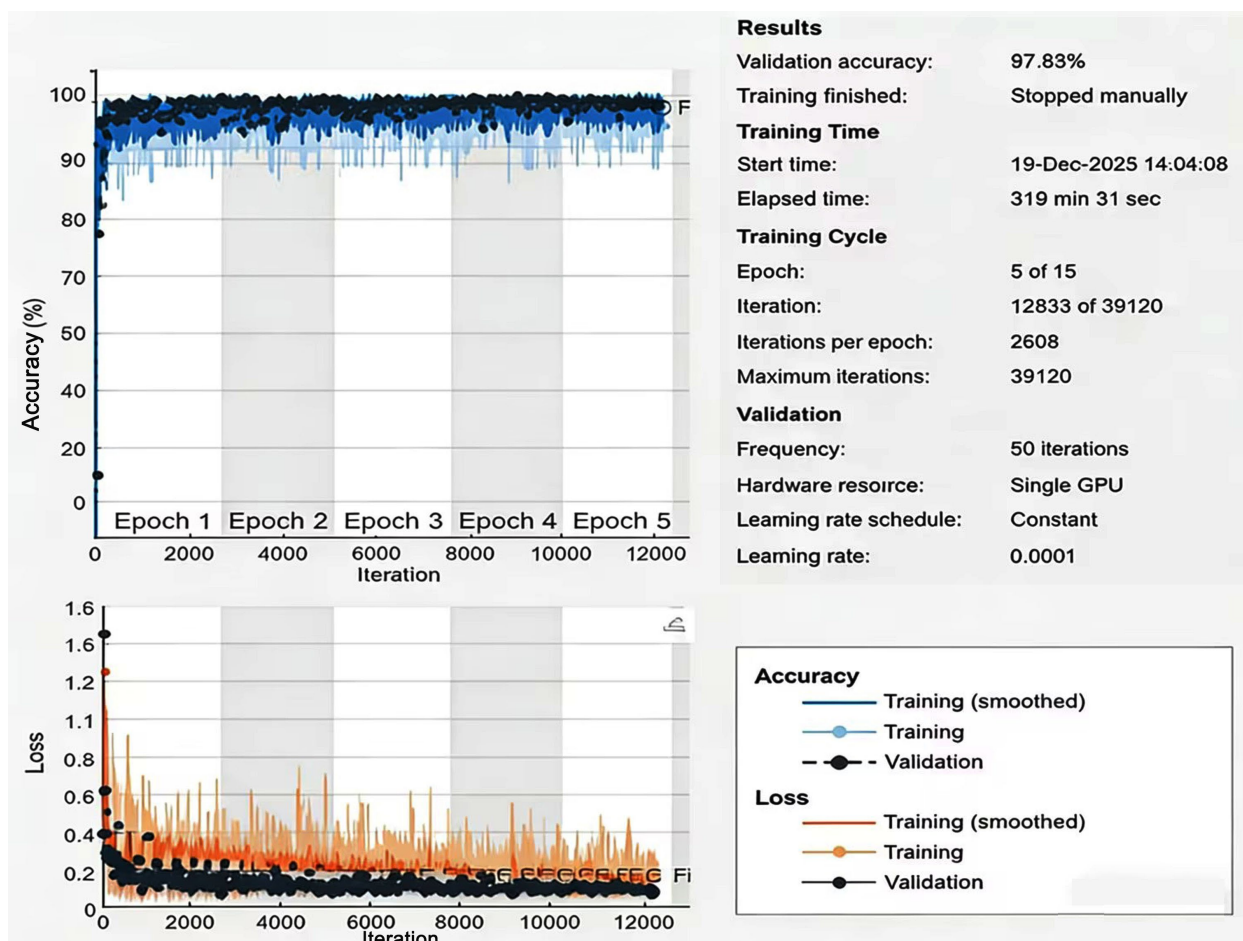 Results
Validation accuracy: 97.83%
Training finished: Stopped manually
Training Time
Start time: 19-Dec-2025 14:04:08
Elapsed time: 319 min 31 sec
Training Cycle
Epoch: 5 of 15
Iteration: 12833 of 39120
Iterations per epoch: 2608
Maximum iterations: 39120
Validation
Frequency: 50 iterations
Hardware resoırce: Single GPU
Leaming rate schedule: Constant
Leaming rate: 0.0001
Accuracy (%)
100
90
80
70
50
40
20
0
F
Epoch 1 Epoch 2 Epoch 3 Epoch 4 Epoch 5
0 2000 4000 6000 8000 10000 12000
Iteration
Loss
1.6
1.6
1.2
1.1
0.8
0.6
0.4
0.2
0
Fi
0 2000 4000 6000 8000 10000 12000
Iteration
Accuracy
Training (smoothed)
Training
Validation
Loss
Training (smoothed)
Training
Validation